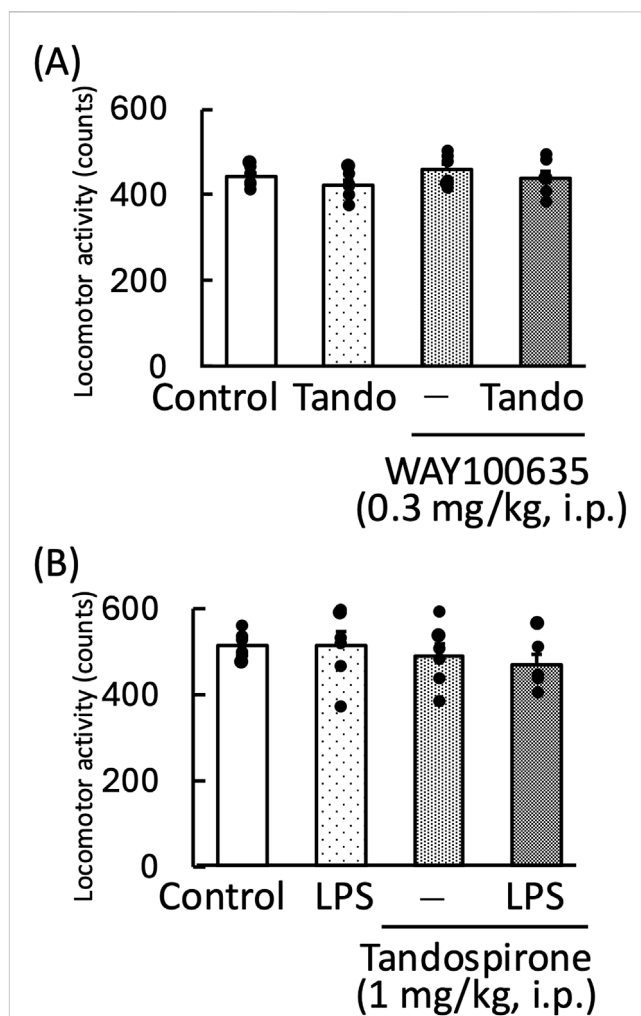 (A)
Locomotor activity (counts)
600
400
200
0
Control Tando — Tando
WAY100635
(0.3 mg/kg, i.p.)
(B)
Locomotor activity (counts)
600
400
200
0
Control LPS — LPS
Tandospirone
(1 mg/kg, i.p.)